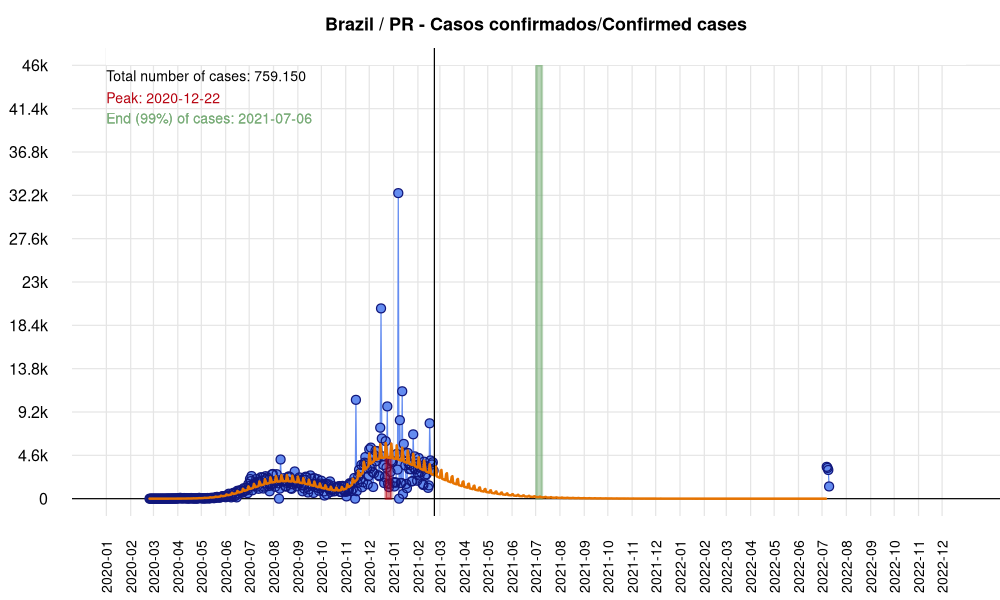 Brazil / PR - Casos confirmados/Confirmed cases
Total number of cases: 759.150
Peak: 2020-12-22
End (99%) of cases: 2021-07-06
46k
41.4k
36.8k
32.2k
27.6k
23k
18.4k
13.8k
9.2k
4.6k
0
2020-01
2020-02
2020-03
2020-04
2020-05
2020-06
2020-07
2020-08
2020-09
2020-10
2020-11
2020-12
2021-01
2021-02
2021-03
2021-04
2021-05
2021-06
2021-07
2021-08
2021-09
2021-10
2021-11
2021-12
2022-01
2022-02
2022-03
2022-04
2022-05
2022-06
2022-07
2022-08
2022-09
2022-10
2022-11
2022-12